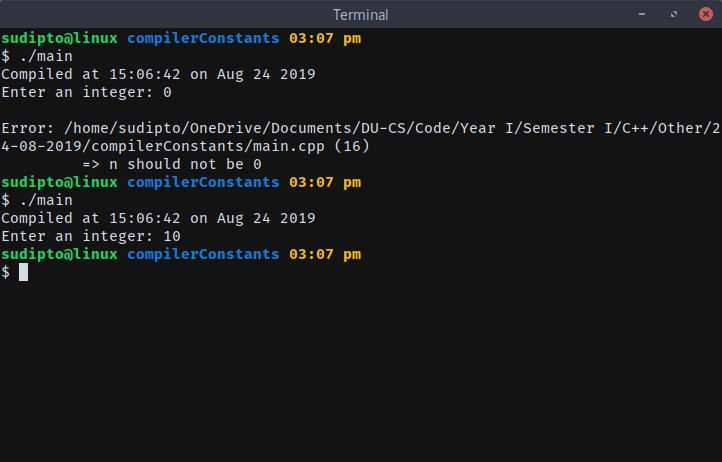 Terminal
sudipto@linux compilerConstants 03:07 pm
$ ./main
Compiled at 15:06:42 on Aug 24 2019
Enter an integer: 0

Error: /home/sudipto/OneDrive/Documents/DU-CS/Code/Year I/Semester I/C++/Other/2
4-08-2019/compilerConstants/main.cpp (16)
         => n should not be 0
sudipto@linux compilerConstants 03:07 pm
$ ./main
Compiled at 15:06:42 on Aug 24 2019
Enter an integer: 10
sudipto@linux compilerConstants 03:07 pm
$